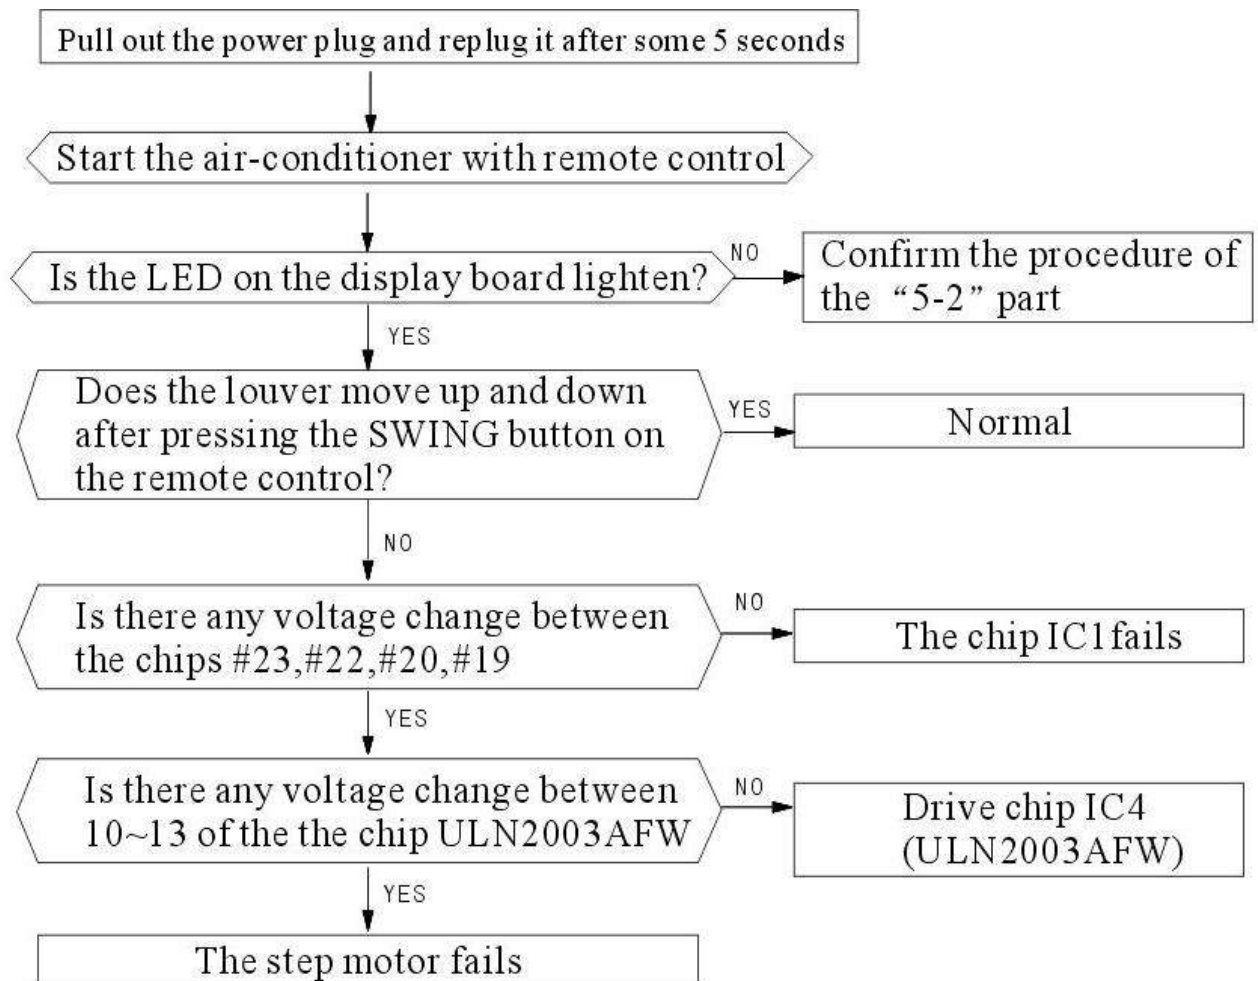 Pull out the power plug and replug it after some 5 seconds
Start the air-conditioner with remote control
Is the LED on the display board lighten?
NO
Confirm the procedure of
the “5-2” part
YES
Does the louver move up and down
after pressing the SWING button on
the remote control?
YES
Normal
NO
Is there any voltage change between
the chips #23,#22,#20,#19
NO
The chip IC1fails
YES
Is there any voltage change between
10~13 of the the chip ULN2003AFW
NO
Drive chip IC4
(ULN2003AFW)
YES
The step motor fails